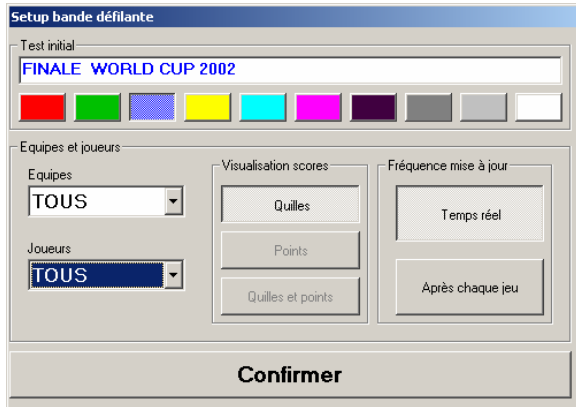 Setup bande défilante
Test initial
FINALE  WORLD CUP 2002
Equipes et joueurs
Equipes
TOUS
Joueurs
TOUS
Visualisation scores
Quilles
Points
Quilles et points
Fréquence mise à jour
Temps réel
Après chaque jeu
Confirmer